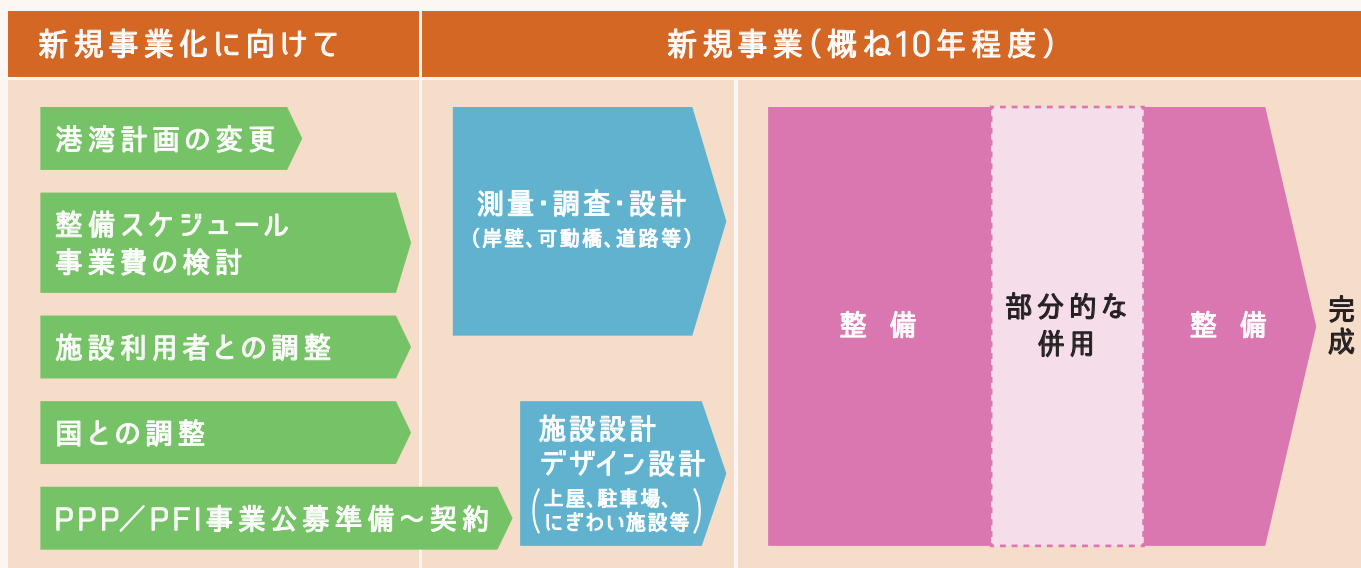 新規事業化に向けて
新規事業(概ね10年程度)
港湾計画の変更
整備スケジュール
事業費の検討
施設利用者との調整
国との調整
PPP／PFI事業公募準備～契約
測量・調査・設計
(岸壁、可動橋、道路等)
施設設計
デザイン設計
(上屋、駐車場、
にぎわい施設等)
整備
部分的な
併用
整備
完成